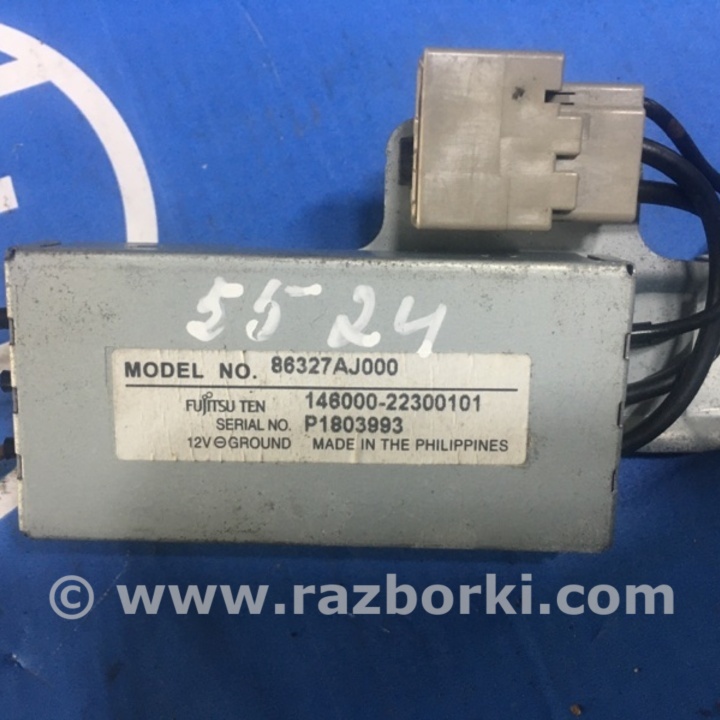 55 24
MODEL NO. 86327AJ000
FUJITSU TEN 146000-22300101
SERIAL NO. P1803993
12V⊖GROUND MADE IN THE PHILIPPINES
© www.razborki.com